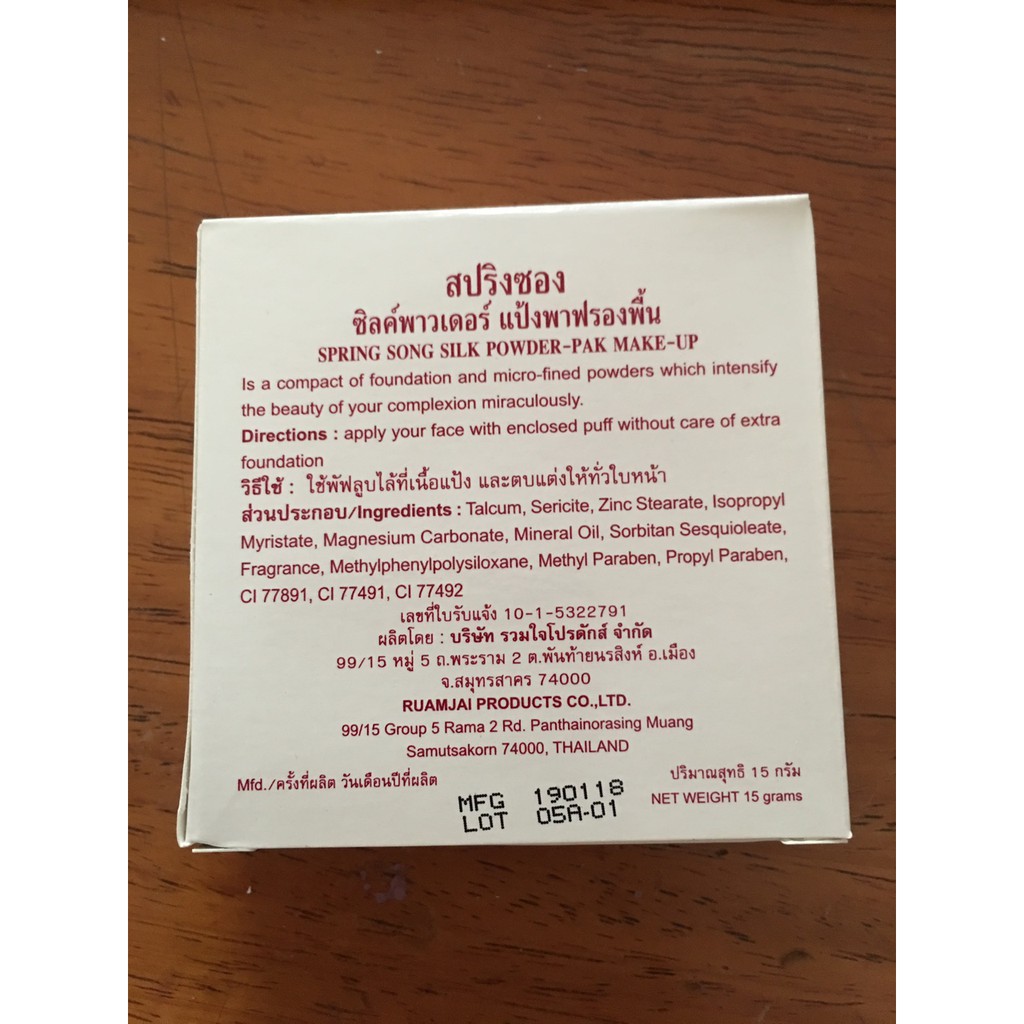 สปริงซอง
ซิลค์พาวเดอร์ แป้งพาฟรองพื้น
SPRING SONG SILK POWDER-PAK MAKE-UP
Is a compact of foundation and micro-fined powders which intensify
the beauty of your complexion miraculously.
Directions : apply your face with enclosed puff without care of extra
foundation
วิธีใช้ : ใช้พัฟลูบไล้ที่เนื้อแป้ง และตบแต่งให้ทั่วใบหน้า
ส่วนประกอบ/Ingredients : Talcum, Sericite, Zinc Stearate, Isopropyl
Myristate, Magnesium Carbonate, Mineral Oil, Sorbitan Sesquioleate,
Fragrance, Methylphenylpolysiloxane, Methyl Paraben, Propyl Paraben,
CI 77891, CI 77491, CI 77492
เลขที่ใบรับแจ้ง 10-1-5322791
ผลิตโดย : บริษัท รวมใจโปรดักส์ จำกัด
99/15 หมู่ 5 ถ.พระราม 2 ต.พันท้ายนรสิงห์ อ.เมือง
จ.สมุทรสาคร 74000
RUAMJAI PRODUCTS CO.,LTD.
99/15 Group 5 Rama 2 Rd. Panthainorasing Muang
Samutsakorn 74000, THAILAND
Mfd./ครั้งที่ผลิต วันเดือนปีที่ผลิต
MFG 190118
LOT 05A-01
ปริมาณสุทธิ 15 กรัม
NET WEIGHT 15 grams